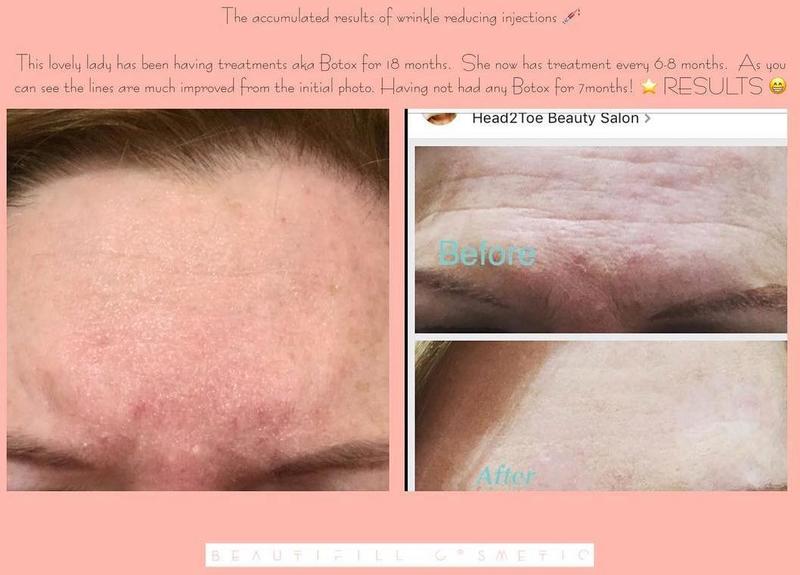 The accumulated results of wrinkle reducing injections 💉
This lovely lady has been having treatments aka Botox for 18 months. She now has treatment every 6-8 months. As you
can see the lines are much improved from the initial photo. Having not had any Botox for 7months! ⭐ RESULTS 😁
Head2Toe Beauty Salon >
Before
After
BEAUTIFILL COSMETIC